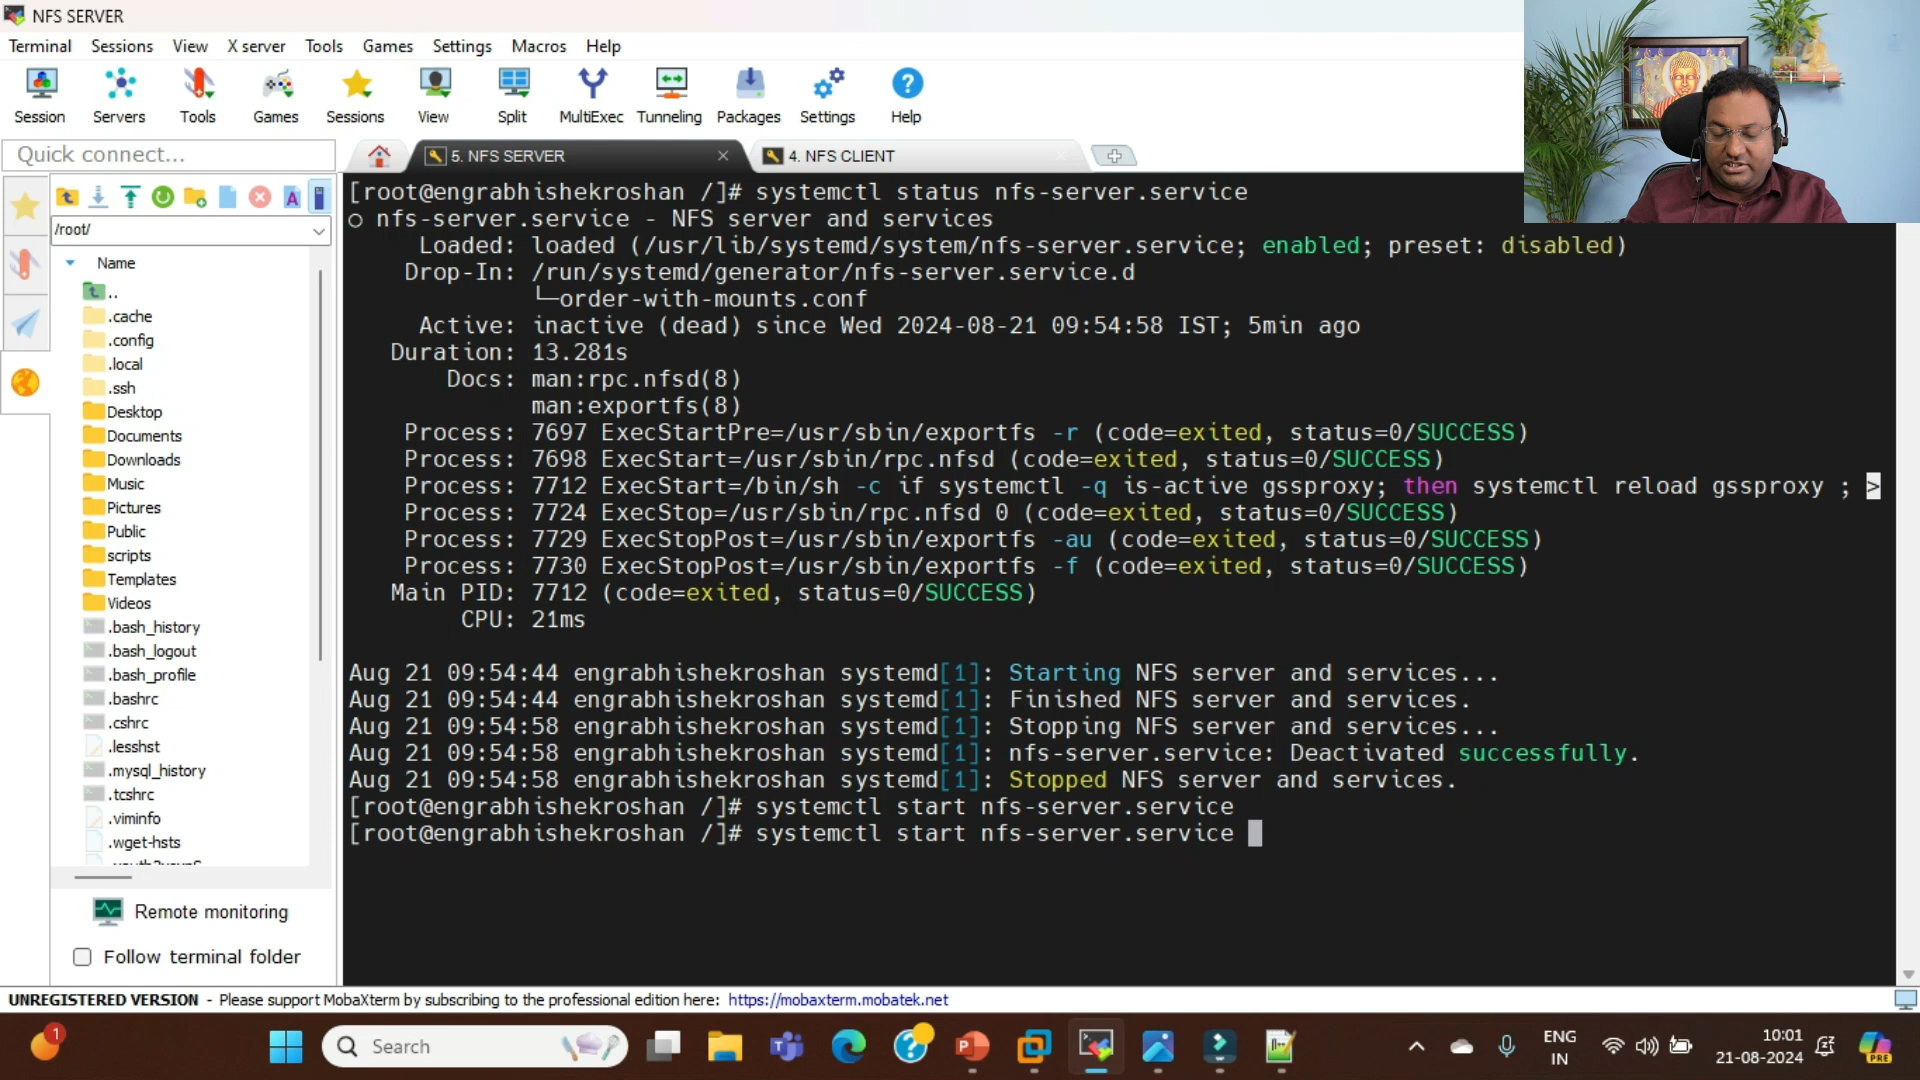 NFS SERVER
Terminal Sessions View X server Tools Games Settings Macros Help
Session Servers Tools Games Sessions View Split MultiExec Tunneling Packages Settings Help
Quick connect...
5. NFS SERVER
4. NFS CLIENT
/root/
Name
..
.cache
.config
.local
.ssh
Desktop
Documents
Downloads
Music
Pictures
Public
scripts
Templates
Videos
.bash_history
.bash_logout
.bash_profile
.bashrc
.cshrc
.lesshst
.mysql_history
.tcshrc
.viminfo
.wget-hsts
Remote monitoring
Follow terminal folder
[root@engrabhishekroshan /]# systemctl status nfs-server.service
○ nfs-server.service - NFS server and services
Loaded: loaded (/usr/lib/systemd/system/nfs-server.service; enabled; preset: disabled)
Drop-In: /run/systemd/generator/nfs-server.service.d
└─order-with-mounts.conf
Active: inactive (dead) since Wed 2024-08-21 09:54:58 IST; 5min ago
Duration: 13.281s
Docs: man:rpc.nfsd(8)
man:exportfs(8)
Process: 7697 ExecStartPre=/usr/sbin/exportfs -r (code=exited, status=0/SUCCESS)
Process: 7698 ExecStart=/usr/sbin/rpc.nfsd (code=exited, status=0/SUCCESS)
Process: 7712 ExecStart=/bin/sh -c if systemctl -q is-active gssproxy; then systemctl reload gssproxy ; >
Process: 7724 ExecStop=/usr/sbin/rpc.nfsd 0 (code=exited, status=0/SUCCESS)
Process: 7729 ExecStopPost=/usr/sbin/exportfs -au (code=exited, status=0/SUCCESS)
Process: 7730 ExecStopPost=/usr/sbin/exportfs -f (code=exited, status=0/SUCCESS)
Main PID: 7712 (code=exited, status=0/SUCCESS)
CPU: 21ms
Aug 21 09:54:44 engrabhishekroshan systemd[1]: Starting NFS server and services...
Aug 21 09:54:44 engrabhishekroshan systemd[1]: Finished NFS server and services.
Aug 21 09:54:58 engrabhishekroshan systemd[1]: Stopping NFS server and services...
Aug 21 09:54:58 engrabhishekroshan systemd[1]: nfs-server.service: Deactivated successfully.
Aug 21 09:54:58 engrabhishekroshan systemd[1]: Stopped NFS server and services.
[root@engrabhishekroshan /]# systemctl start nfs-server.service
[root@engrabhishekroshan /]# systemctl start nfs-server.service
UNREGISTERED VERSION - Please support MobaXterm by subscribing to the professional edition here: https://mobaxterm.mobatek.net
1
Search
ENG
IN
10:01
21-08-2024
PRE